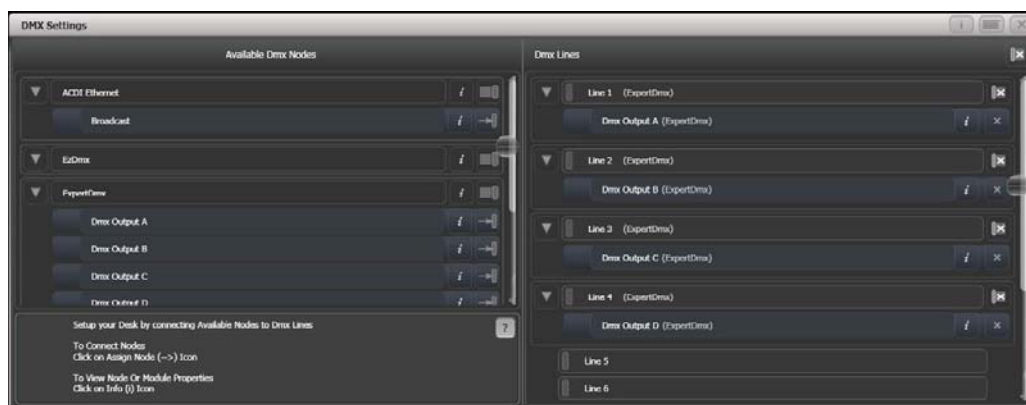 DMX Settings
Available Dmx Nodes
ACDI Ethernet
Broadcast
EzDmx
ExpertDmx
Dmx Output A
Dmx Output B
Dmx Output C
Dmx Output D
Setup your Desk by connecting Available Nodes to Dmx Lines
To Connect Nodes
Click on Assign Node (-->) Icon
To View Node Or Module Properties
Click on Info (i) Icon
?
Dmx Lines
Line 1 (ExpertDmx)
Dmx Output A (ExpertDmx)
Line 2 (ExpertDmx)
Dmx Output B (ExpertDmx)
Line 3 (ExpertDmx)
Dmx Output C (ExpertDmx)
Line 4 (ExpertDmx)
Dmx Output D (ExpertDmx)
Line 5
Line 6